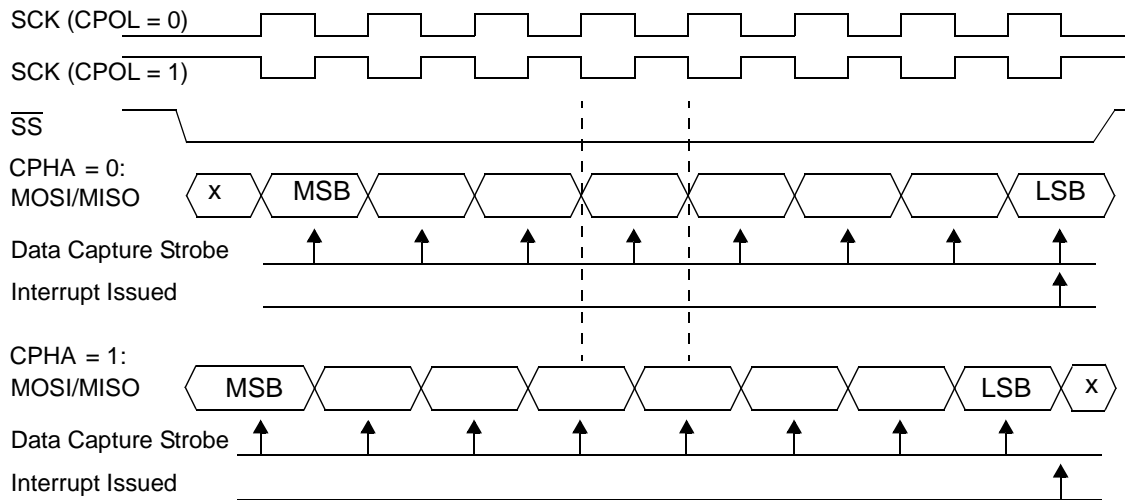 SCK (CPOL = 0)
SCK (CPOL = 1)
SS
CPHA = 0:
MOSI/MISO
x
MSB
LSB
Data Capture Strobe
Interrupt Issued
CPHA = 1:
MOSI/MISO
MSB
LSB
x
Data Capture Strobe
Interrupt Issued